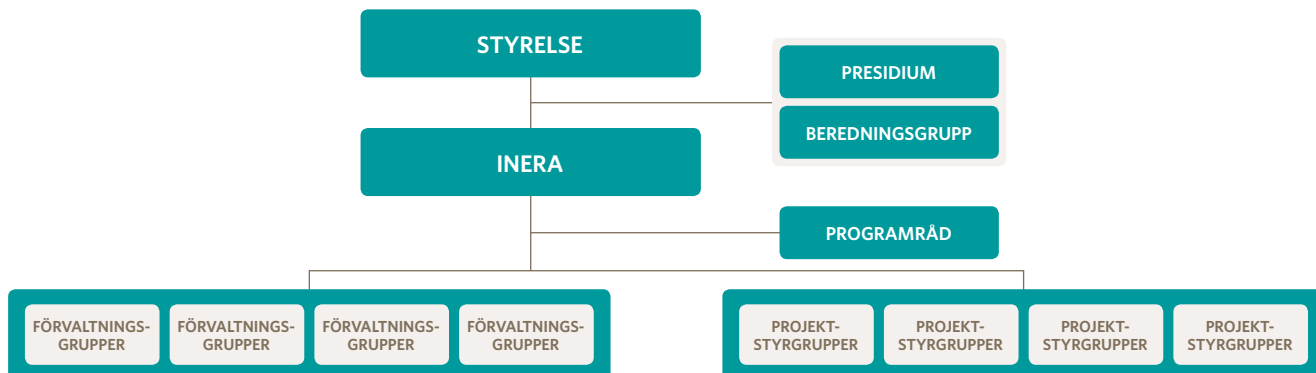 STYRELSE
PRESIDIUM
BEREDNINGSGRUPP
INERA
PROGRAMRÅD
FÖRVALTNINGS-
GRUPPER
FÖRVALTNINGS-
GRUPPER
FÖRVALTNINGS-
GRUPPER
FÖRVALTNINGS-
GRUPPER
PROJEKT-
STYRGRUPPER
PROJEKT-
STYRGRUPPER
PROJEKT-
STYRGRUPPER
PROJEKT-
STYRGRUPPER